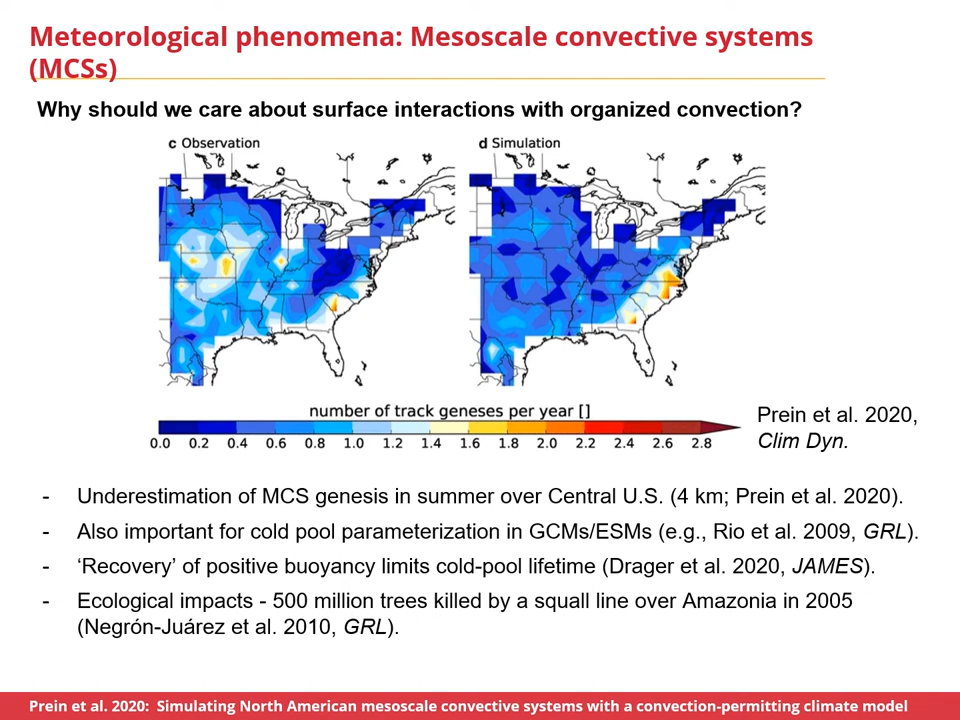 Meteorological phenomena: Mesoscale convective systems
(MCSs)
Why should we care about surface interactions with organized convection?
c Observation
d Simulation
number of track geneses per year []
0.0 0.2 0.4 0.6 0.8 1.0 1.2 1.4 1.6 1.8 2.0 2.2 2.4 2.6 2.8
Prein et al. 2020,
Clim Dyn.
- Underestimation of MCS genesis in summer over Central U.S. (4 km; Prein et al. 2020).
- Also important for cold pool parameterization in GCMs/ESMs (e.g., Rio et al. 2009, GRL).
- ‘Recovery’ of positive buoyancy limits cold-pool lifetime (Drager et al. 2020, JAMES).
- Ecological impacts - 500 million trees killed by a squall line over Amazonia in 2005
(Negrón-Juárez et al. 2010, GRL).
Prein et al. 2020: Simulating North American mesoscale convective systems with a convection-permitting climate model